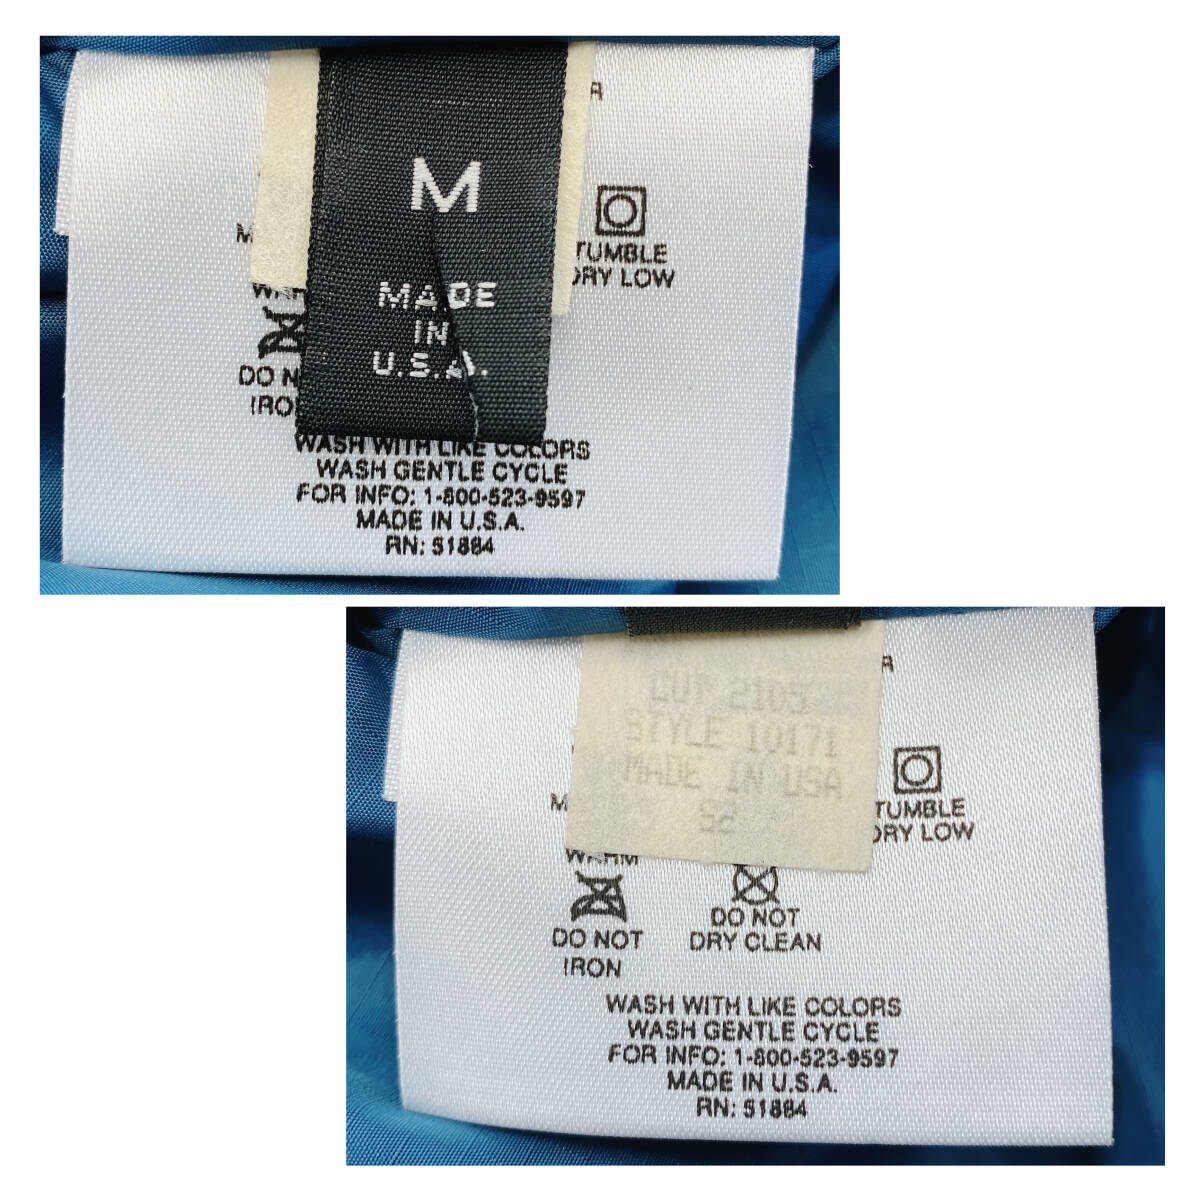 R
M
MADE
IN
U.S.A.
TUMBLE
DRY LOW
DO N
IRO
WASH WITH LIKE COLORS
WASH GENTLE CYCLE
FOR INFO: 1-800-523-9597
MADE IN U.S.A.
RN: 51884
R
CUT 2105
STYLE 10171
MADE IN USA
M
TUMBLE
DRY LOW
WARM
DO NOT
IRON
DO NOT
DRY CLEAN
WASH WITH LIKE COLORS
WASH GENTLE CYCLE
FOR INFO: 1-800-523-9597
MADE IN U.S.A.
RN: 51884